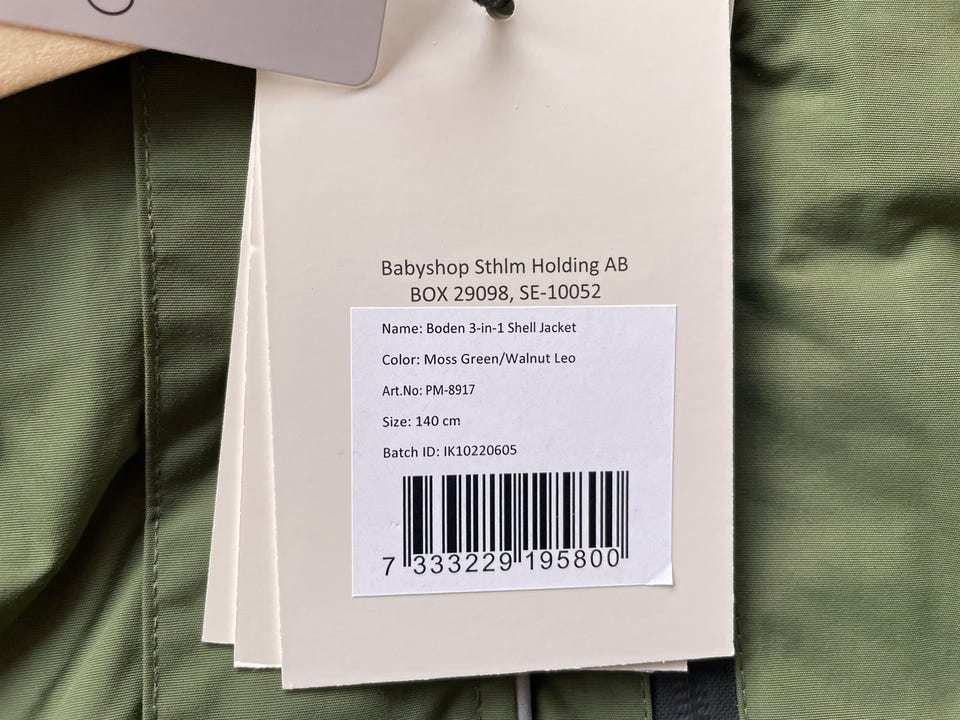 Babyshop Sthlm Holding AB
BOX 29098, SE-10052
Name: Boden 3-in-1 Shell Jacket
Color: Moss Green/Walnut Leo
Art.No: PM-8917
Size: 140 cm
Batch ID: IK10220605
7 333229 195800